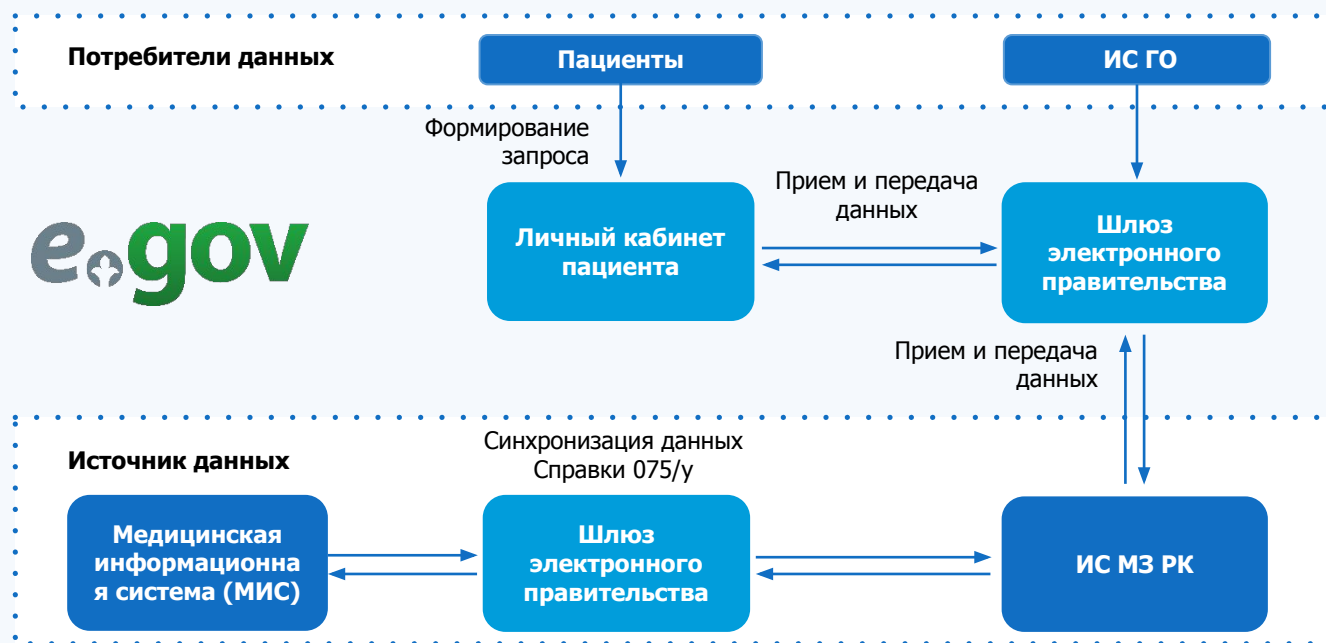 Потребители данных
Пациенты
ИС ГО
Формирование
запроса
Прием и передача
данных
e.gov
Личный кабинет
пациента
Шлюз
электронного
правительства
Прием и передача
данных
Синхронизация данных
Справки 075/у
Источник данных
Медицинская
информационна
я система (МИС)
Шлюз
электронного
правительства
ИС МЗ РК